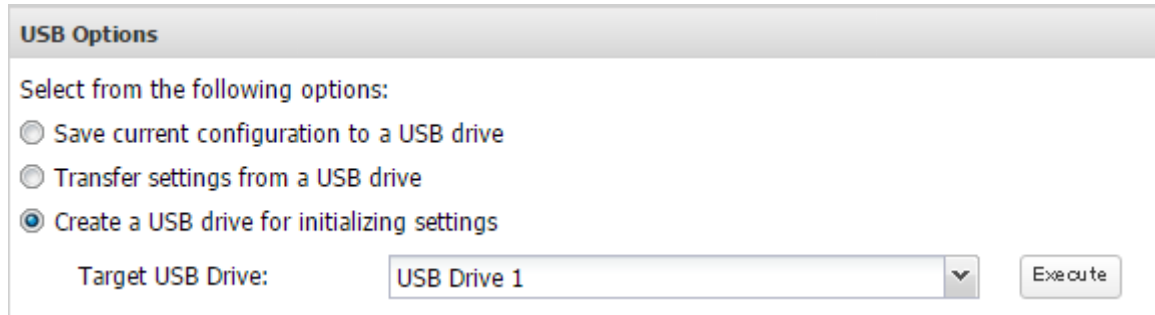 USB Options
Select from the following options:
Save current configuration to a USB drive
Transfer settings from a USB drive
Create a USB drive for initializing settings
Target USB Drive: USB Drive 1 Execute